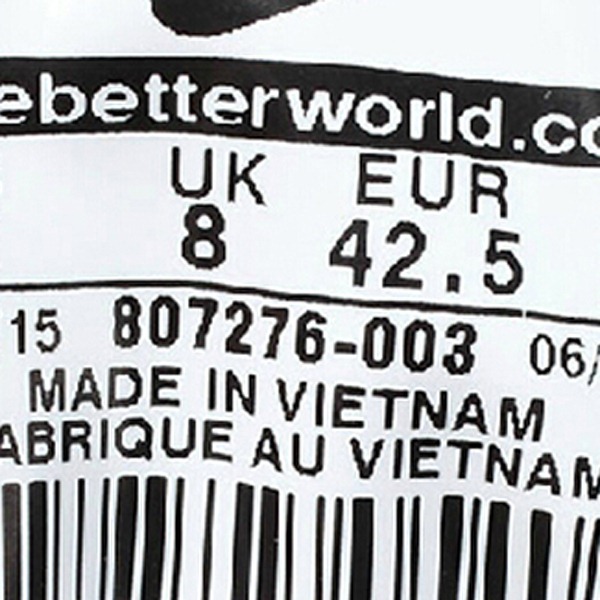 ebetterworld.co
UK EUR
8 42.5
15 807276-003 06/
MADE IN VIETNAM
ABRIQUE AU VIETNAM